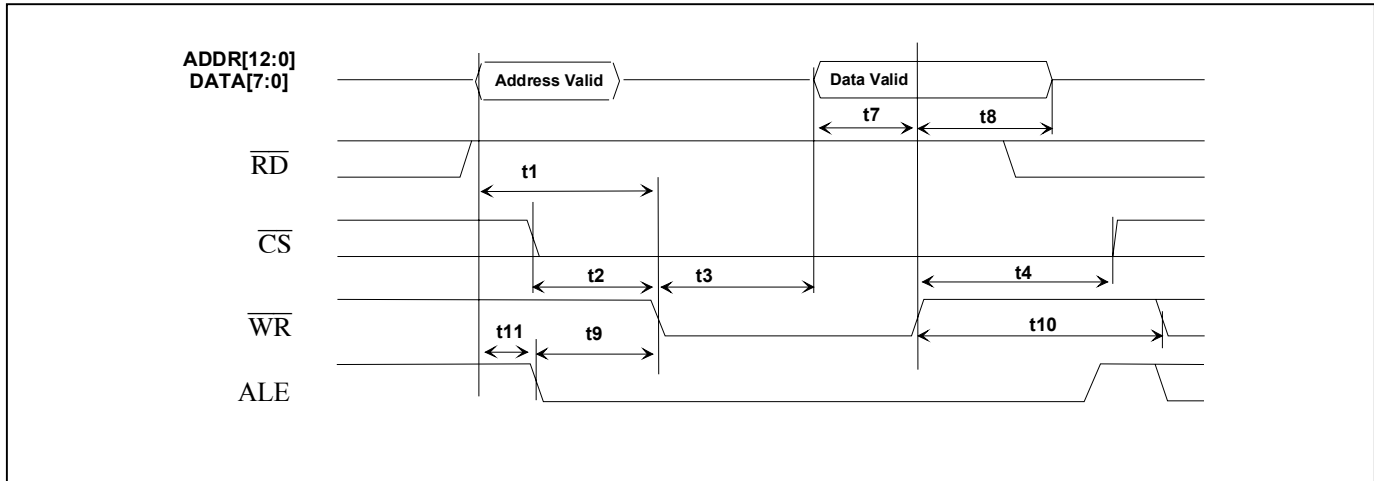 ADDR[12:0]
DATA[7:0]
Address Valid
Data Valid
t7
t8
RD
t1
CS
t2
t3
t4
WR
t11
t9
t10
ALE